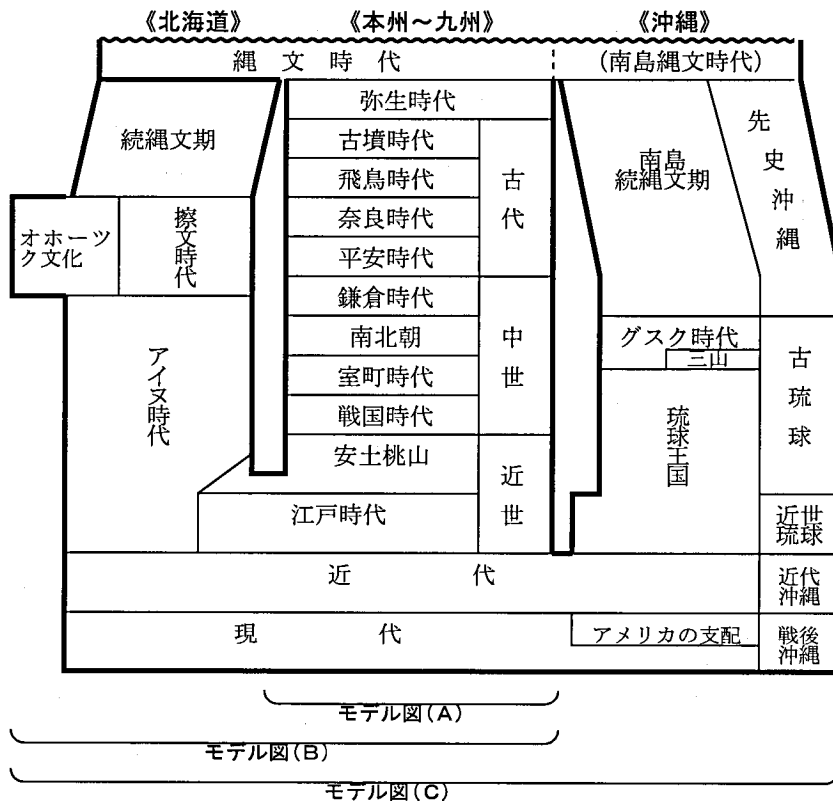 《北海道》 《本州～九州》 《沖縄》
縄文時代
(南島縄文時代)
続縄文期
オホーツ
ク文化
擦文時代
アイヌ時代
弥生時代
古墳時代
飛鳥時代
奈良時代
平安時代
古代
鎌倉時代
南北朝
室町時代
戦国時代
中世
安土桃山
江戸時代
近世
南島
続縄文期
先史沖縄
グスク時代
三山
琉球王国
古琉球
近世
琉球
近代
近代
沖縄
現代
アメリカの支配
戦後
沖縄
モデル図(A)
モデル図(B)
モデル図(C)